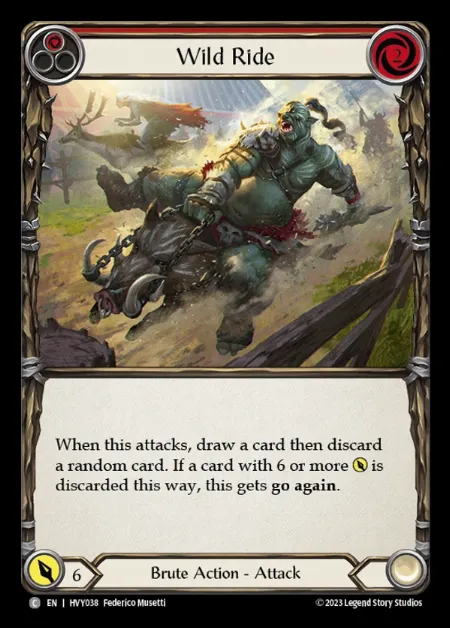 Wild Ride
2
When this attacks, draw a card then discard
a random card. If a card with 6 or more is
discarded this way, this gets go again.
6
Brute Action - Attack
C EN | HVY038 Federico Musetti
© 2023 Legend Story Studios